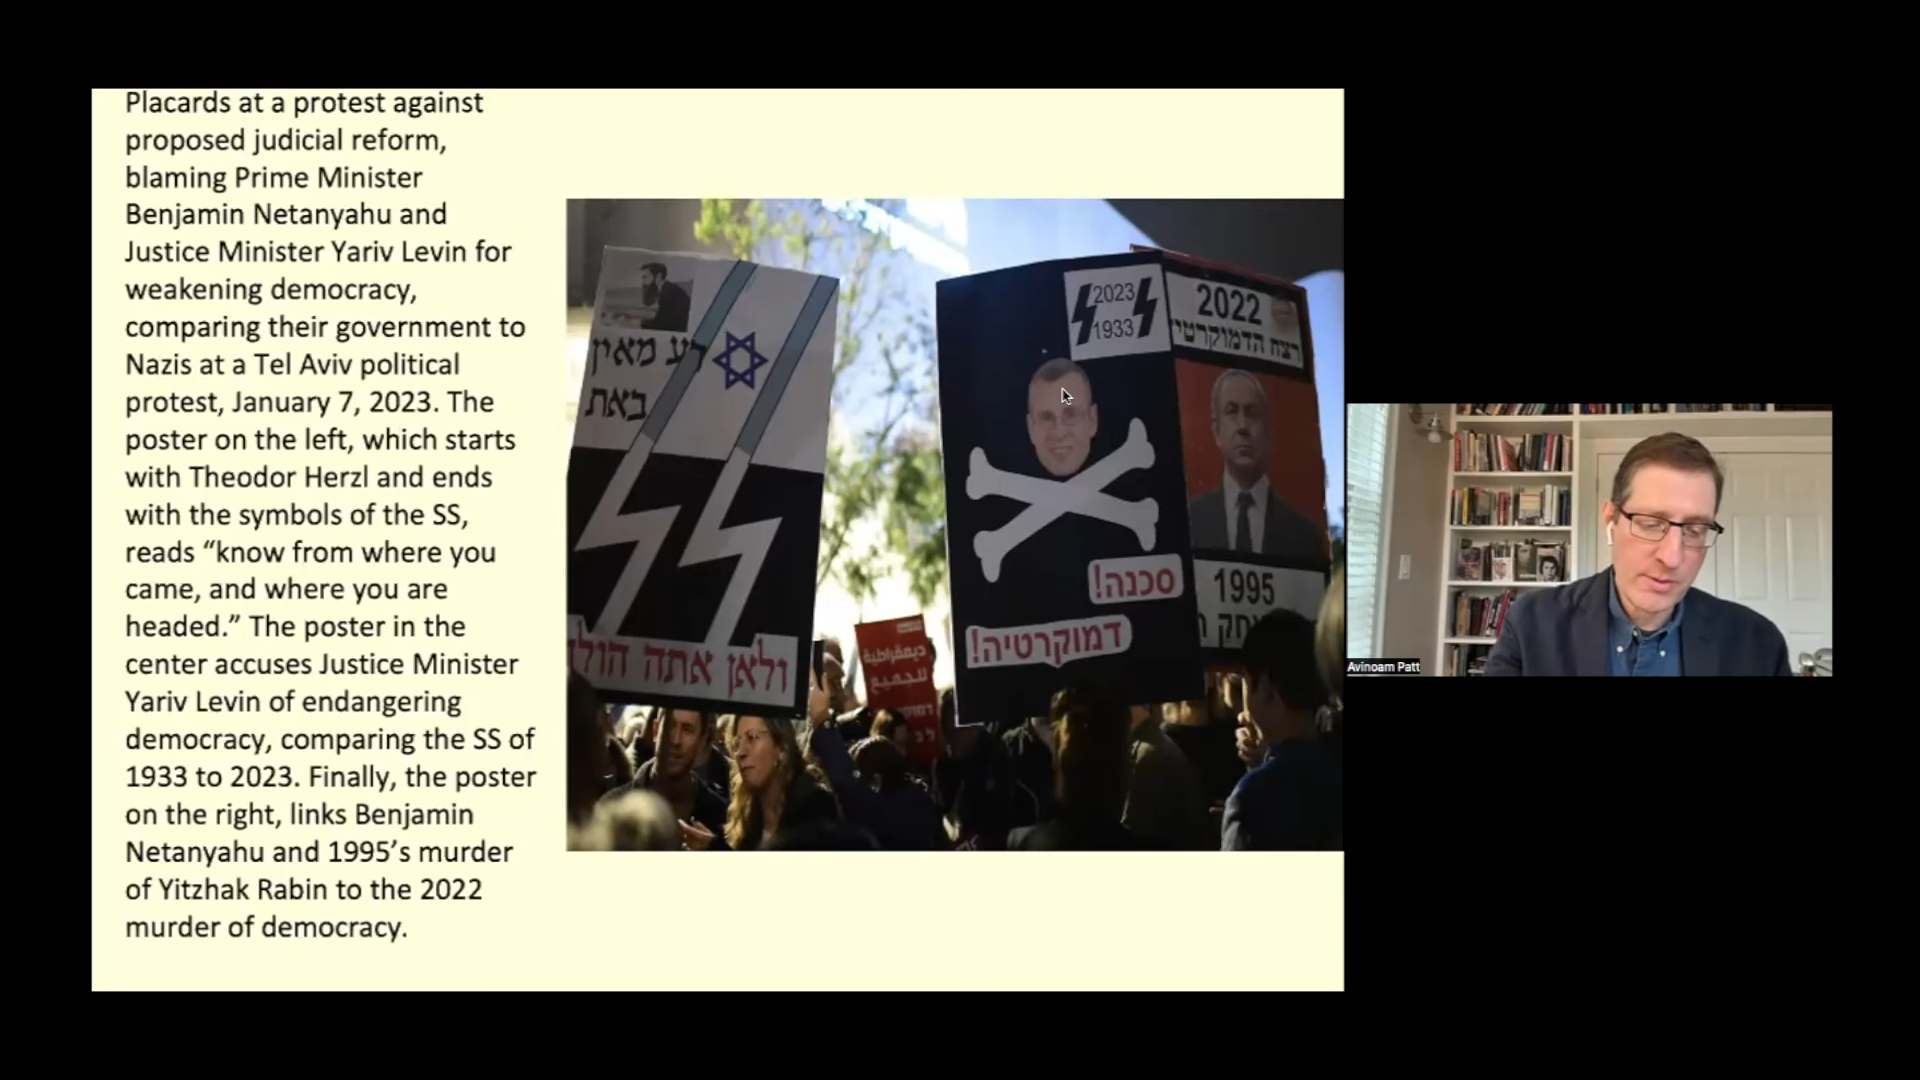 Placards at a protest against
proposed judicial reform,
blaming Prime Minister
Benjamin Netanyahu and
Justice Minister Yariv Levin for
weakening democracy,
comparing their government to
Nazis at a Tel Aviv political
protest, January 7, 2023. The
poster on the left, which starts
with Theodor Herzl and ends
with the symbols of the SS,
reads “know from where you
came, and where you are
headed.” The poster in the
center accuses Justice Minister
Yariv Levin of endangering
democracy, comparing the SS of
1933 to 2023. Finally, the poster
on the right, links Benjamin
Netanyahu and 1995’s murder
of Yitzhak Rabin to the 2022
murder of democracy.
דע מאין
באת
ולאן אתה
2023
1933
סכנה!
דמוקרטיה!
2022
רצח הדמוקרטי
1995
ديمقراطية
للجميع
Avinoam Patt